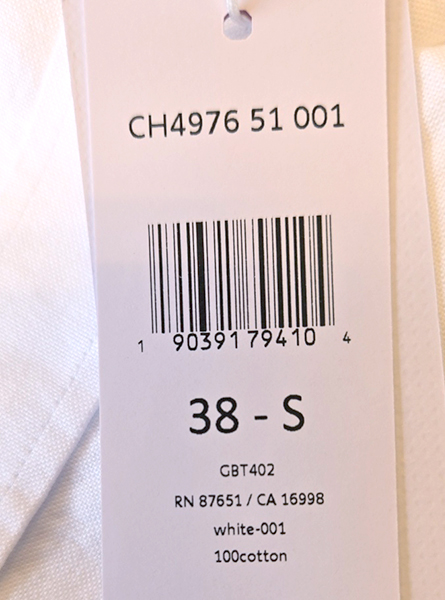 CH4976 51 001
1 90391 79410 4
38 - S
GBT402
RN 87651 / CA 16998
white-001
100cotton